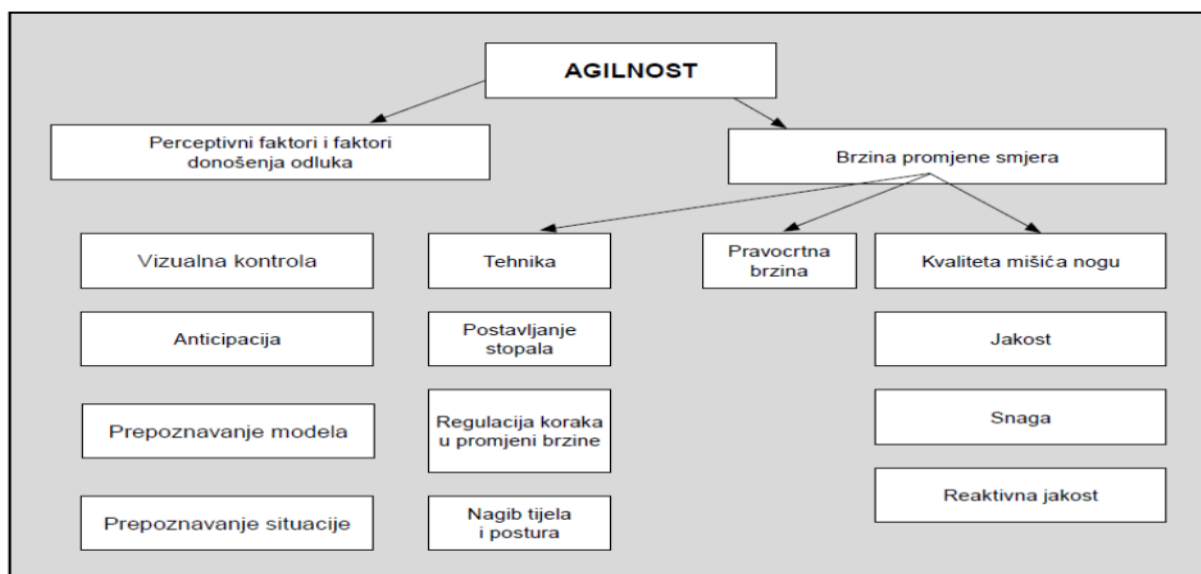 AGILNOST
Perceptivni faktori i faktori
donošenja odluka
Brzina promjene smjera
Vizualna kontrola
Tehnika
Pravocrtna
brzina
Kvaliteta mišića nogu
Anticipacija
Postavljanje
stopala
Jakost
Prepoznavanje modela
Regulacija koraka
u promjeni brzine
Snaga
Prepoznavanje situacije
Nagib tijela
i postura
Reaktivna jakost